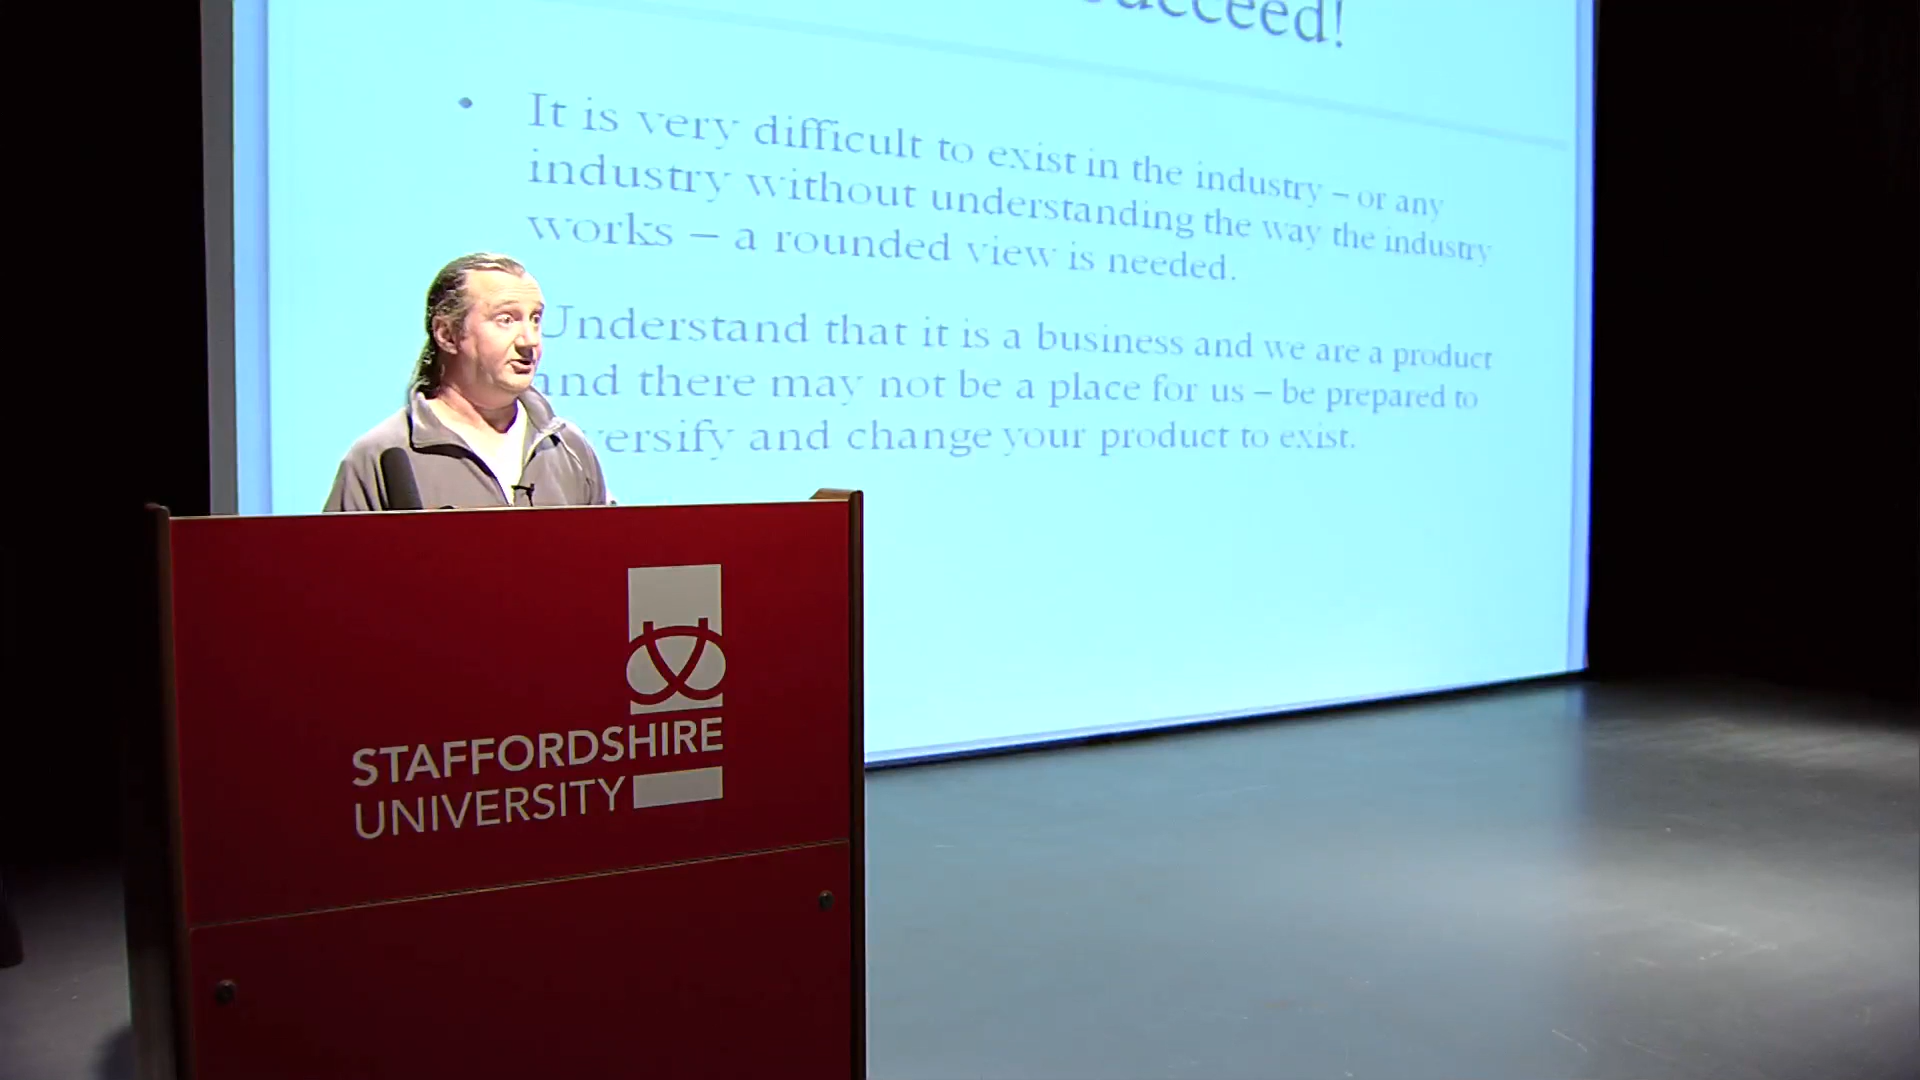 succeed!
• It is very difficult to exist in the industry – or any
industry without understanding the way the industry
works – a rounded view is needed.
Understand that it is a business and we are a product
and there may not be a place for us – be prepared to
versify and change your product to exist.
STAFFORDSHIRE
UNIVERSITY